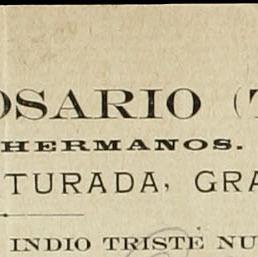 OSARIO (T
HERMANOS.
TURADA, GRA
INDIO TRISTE NU